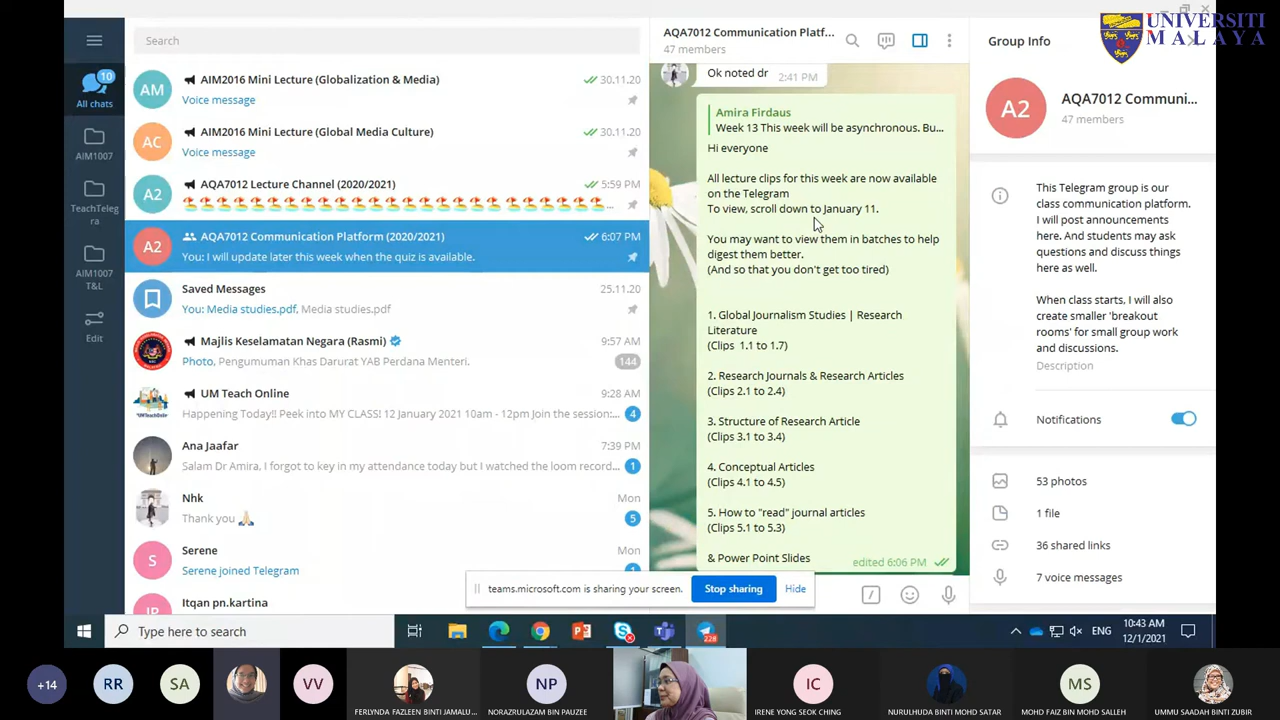 UNIVERSITI
MALAYA
Search
AQA7012 Communication Platf...
47 members
Group Info
10
All chats
AIM1007
TeachTeleg
ra
AIM1007
T&L
Edit
AM
AIM2016 Mini Lecture (Globalization & Media)
30.11.20
Voice message
AC
AIM2016 Mini Lecture (Global Media Culture)
30.11.20
Voice message
A2
AQA7012 Lecture Channel (2020/2021)
5:59 PM
A2
AQA7012 Communication Platform (2020/2021)
6:07 PM
You: I will update later this week when the quiz is available.
Saved Messages
25.11.20
You: Media studies.pdf, Media studies.pdf
Majlis Keselamatan Negara (Rasmi)
9:57 AM
Photo, Pengumuman Khas Darurat YAB Perdana Menteri.
144
UM Teach Online
9:28 AM
Happening Today!! Peek into MY CLASS! 12 January 2021 10am - 12pm Join the session:...
4
Ana Jaafar
7:39 PM
Salam Dr Amira, I forgot to key in my attendance today but I watched the loom record...
1
Nhk
Mon
Thank you 🙏
5
S
Serene
Mon
Serene joined Telegram
Itqan pn.kartina
Ok noted dr
2:41 PM
Amira Firdaus
Week 13 This week will be asynchronous. Bu...
Hi everyone
All lecture clips for this week are now available
on the Telegram
To view, scroll down to January 11.
You may want to view them in batches to help
digest them better.
(And so that you don't get too tired)
1. Global Journalism Studies | Research
Literature
(Clips 1.1 to 1.7)
2. Research Journals & Research Articles
(Clips 2.1 to 2.4)
3. Structure of Research Article
(Clips 3.1 to 3.4)
4. Conceptual Articles
(Clips 4.1 to 4.5)
5. How to "read" journal articles
(Clips 5.1 to 5.3)
& Power Point Slides
edited 6:06 PM
A2
AQA7012 Communi...
47 members
This Telegram group is our
class communication platform.
I will post announcements
here. And students may ask
questions and discuss things
here as well.
When class starts, I will also
create smaller 'breakout
rooms' for small group work
and discussions.
Description
Notifications
53 photos
1 file
36 shared links
7 voice messages
teams.microsoft.com is sharing your screen.
Stop sharing
Hide
Type here to search
228
ENG
10:43 AM
12/1/2021
+14
RR
SA
VV
FERLYNDA FAZLEEN BINTI JAMALU...
NP
NORAZRULAZAM BIN PAUZEE
IC
IRENE YONG SEOK CHING
NURULHUDA BINTI MOHD SATAR
MS
MOHD FAIZ BIN MOHD SALLEH
UMMU SAADAH BINTI ZUBIR